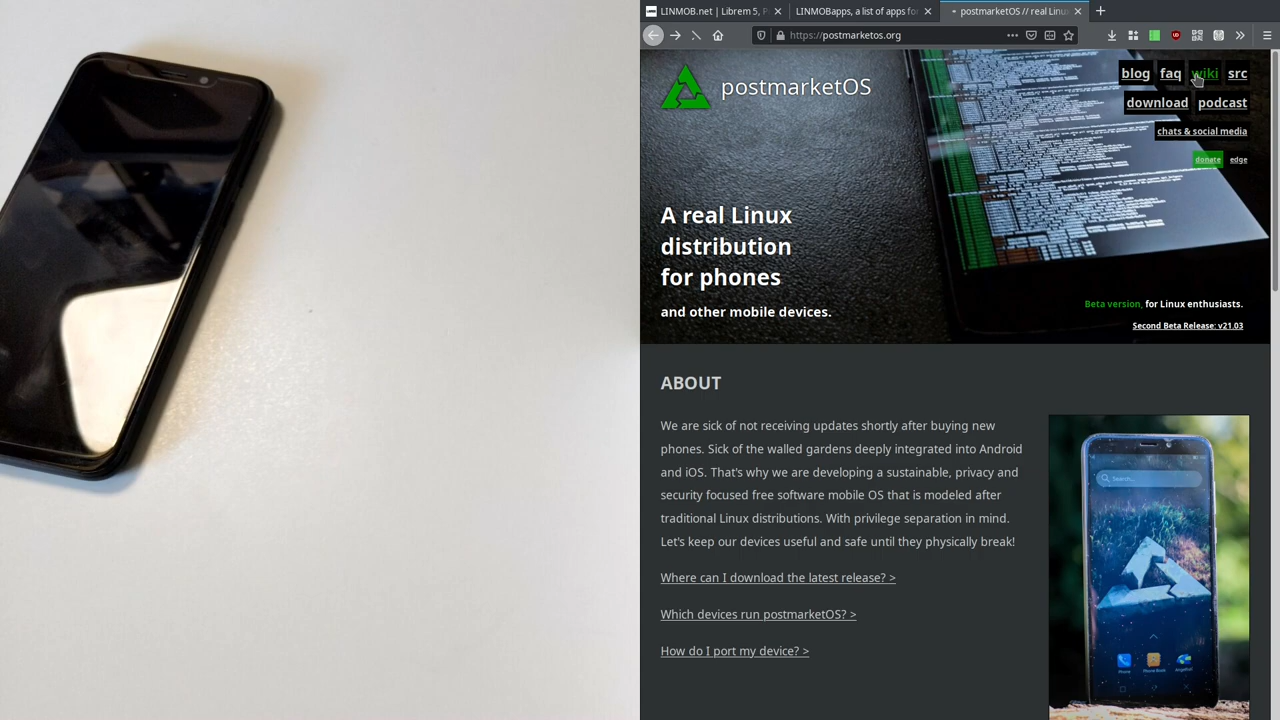 LINMOB.net | Librem 5, P
LINMOBapps, a list of apps for
postmarketOS // real Linux
https://postmarketos.org
postmarketOS
blog faq wiki src
download podcast
chats & social media
donate edge
A real Linux
distribution
for phones
and other mobile devices.
Beta version, for Linux enthusiasts.
Second Beta Release: v21.03
ABOUT
We are sick of not receiving updates shortly after buying new
phones. Sick of the walled gardens deeply integrated into Android
and iOS. That's why we are developing a sustainable, privacy and
security focused free software mobile OS that is modeled after
traditional Linux distributions. With privilege separation in mind.
Let's keep our devices useful and safe until they physically break!
Where can I download the latest release? >
Which devices run postmarketOS? >
How do I port my device? >
Search...
Phone